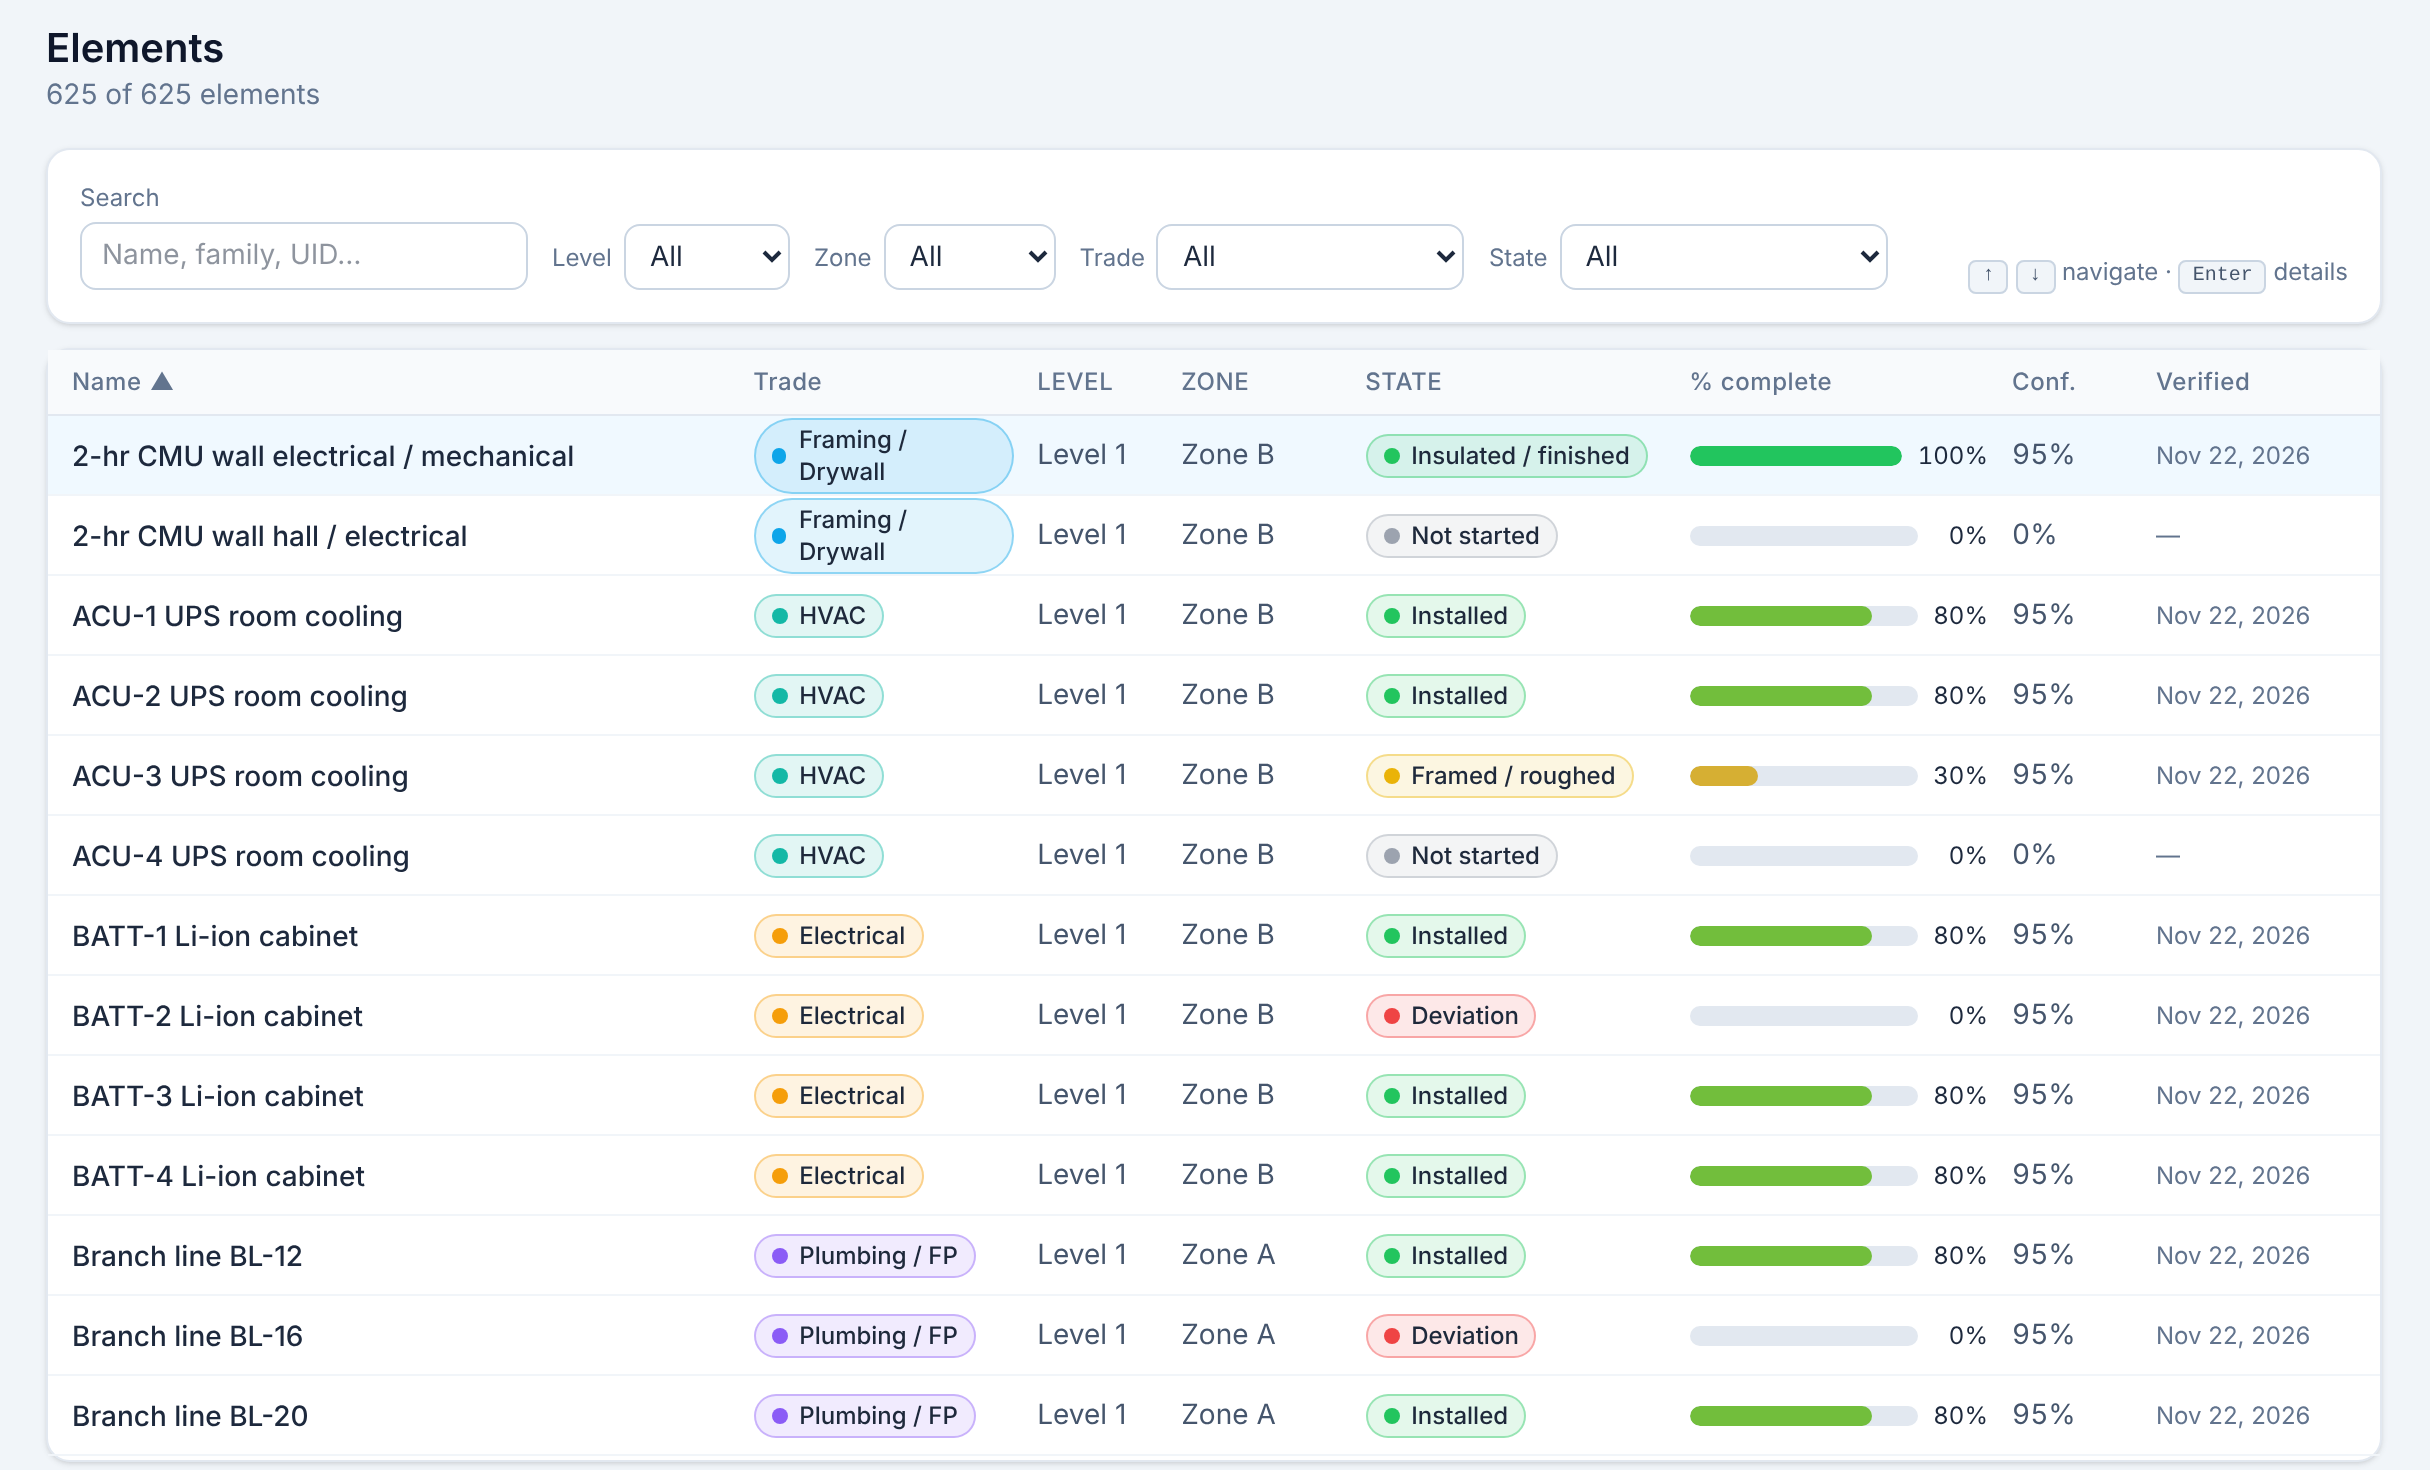 Elements
625 of 625 elements
Search
Name, family, UID... Level All Zone All Trade All State All ↑ ↓ navigate · Enter details
Name ▲ Trade LEVEL ZONE STATE % complete Conf. Verified
2-hr CMU wall electrical / mechanical Framing / Drywall Level 1 Zone B Insulated / finished 100% 95% Nov 22, 2026
2-hr CMU wall hall / electrical Framing / Drywall Level 1 Zone B Not started 0% 0% —
ACU-1 UPS room cooling HVAC Level 1 Zone B Installed 80% 95% Nov 22, 2026
ACU-2 UPS room cooling HVAC Level 1 Zone B Installed 80% 95% Nov 22, 2026
ACU-3 UPS room cooling HVAC Level 1 Zone B Framed / roughed 30% 95% Nov 22, 2026
ACU-4 UPS room cooling HVAC Level 1 Zone B Not started 0% 0% —
BATT-1 Li-ion cabinet Electrical Level 1 Zone B Installed 80% 95% Nov 22, 2026
BATT-2 Li-ion cabinet Electrical Level 1 Zone B Deviation 0% 95% Nov 22, 2026
BATT-3 Li-ion cabinet Electrical Level 1 Zone B Installed 80% 95% Nov 22, 2026
BATT-4 Li-ion cabinet Electrical Level 1 Zone B Installed 80% 95% Nov 22, 2026
Branch line BL-12 Plumbing / FP Level 1 Zone A Installed 80% 95% Nov 22, 2026
Branch line BL-16 Plumbing / FP Level 1 Zone A Deviation 0% 95% Nov 22, 2026
Branch line BL-20 Plumbing / FP Level 1 Zone A Installed 80% 95% Nov 22, 2026